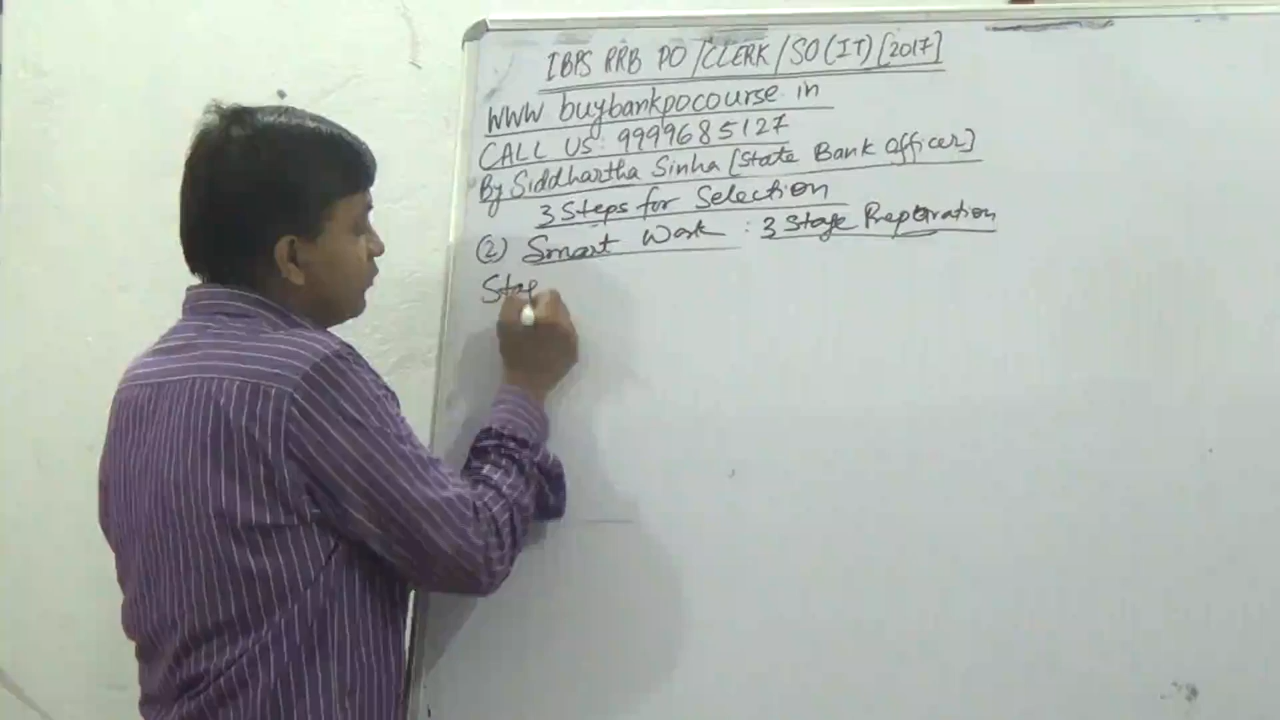 IBPS RRB PO/CLERK/SO(IT)[2017]
WWW buybankpocourse in
CALL US: 9999685127
By Siddhartha Sinha [State Bank Officer]
3 Steps for Selection
(2) Smart Work : 3 Stage Preparation
Stag